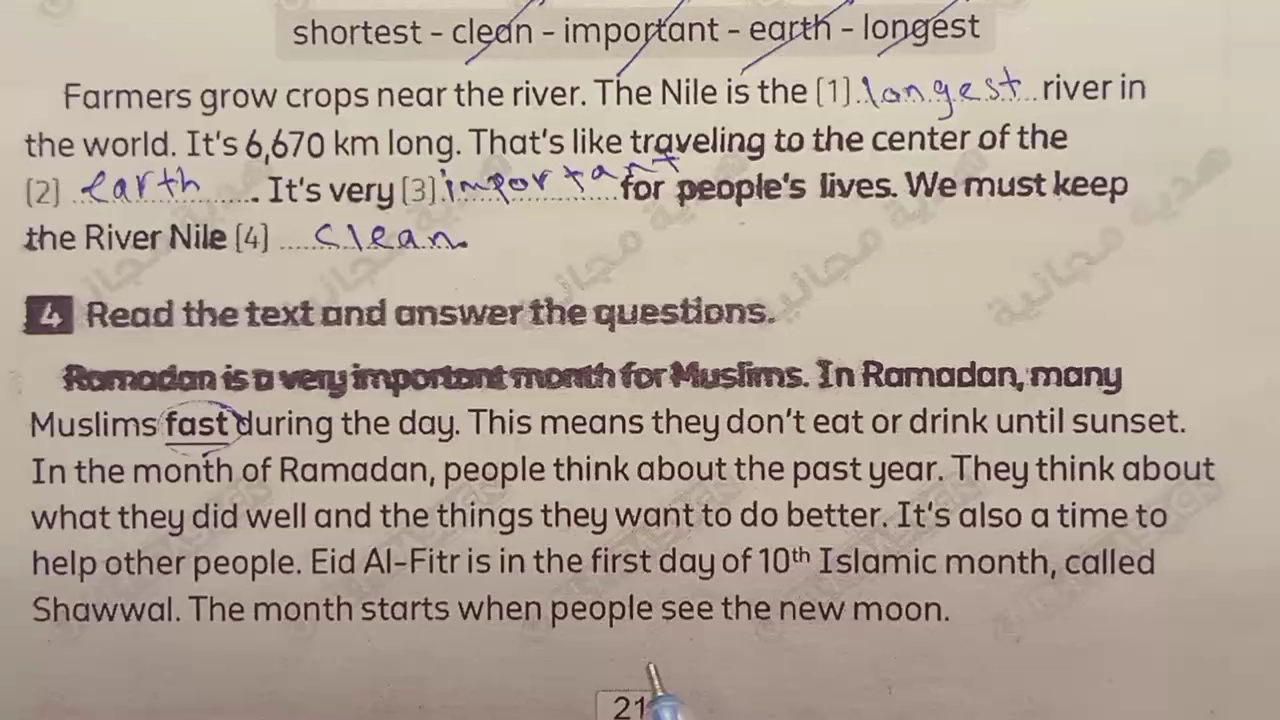 shortest - clean - important - earth - longest
Farmers grow crops near the river. The Nile is the (1) longest river in
the world. It's 6,670 km long. That's like traveling to the center of the
(2) earth. It's very (3) important for people's lives. We must keep
the River Nile (4) clean.
4 Read the text and answer the questions.
Ramadan is a very important month for Muslims. In Ramadan, many
Muslims fast during the day. This means they don't eat or drink until sunset.
In the month of Ramadan, people think about the past year. They think about
what they did well and the things they want to do better. It's also a time to
help other people. Eid Al-Fitr is in the first day of 10th Islamic month, called
Shawwal. The month starts when people see the new moon.
21